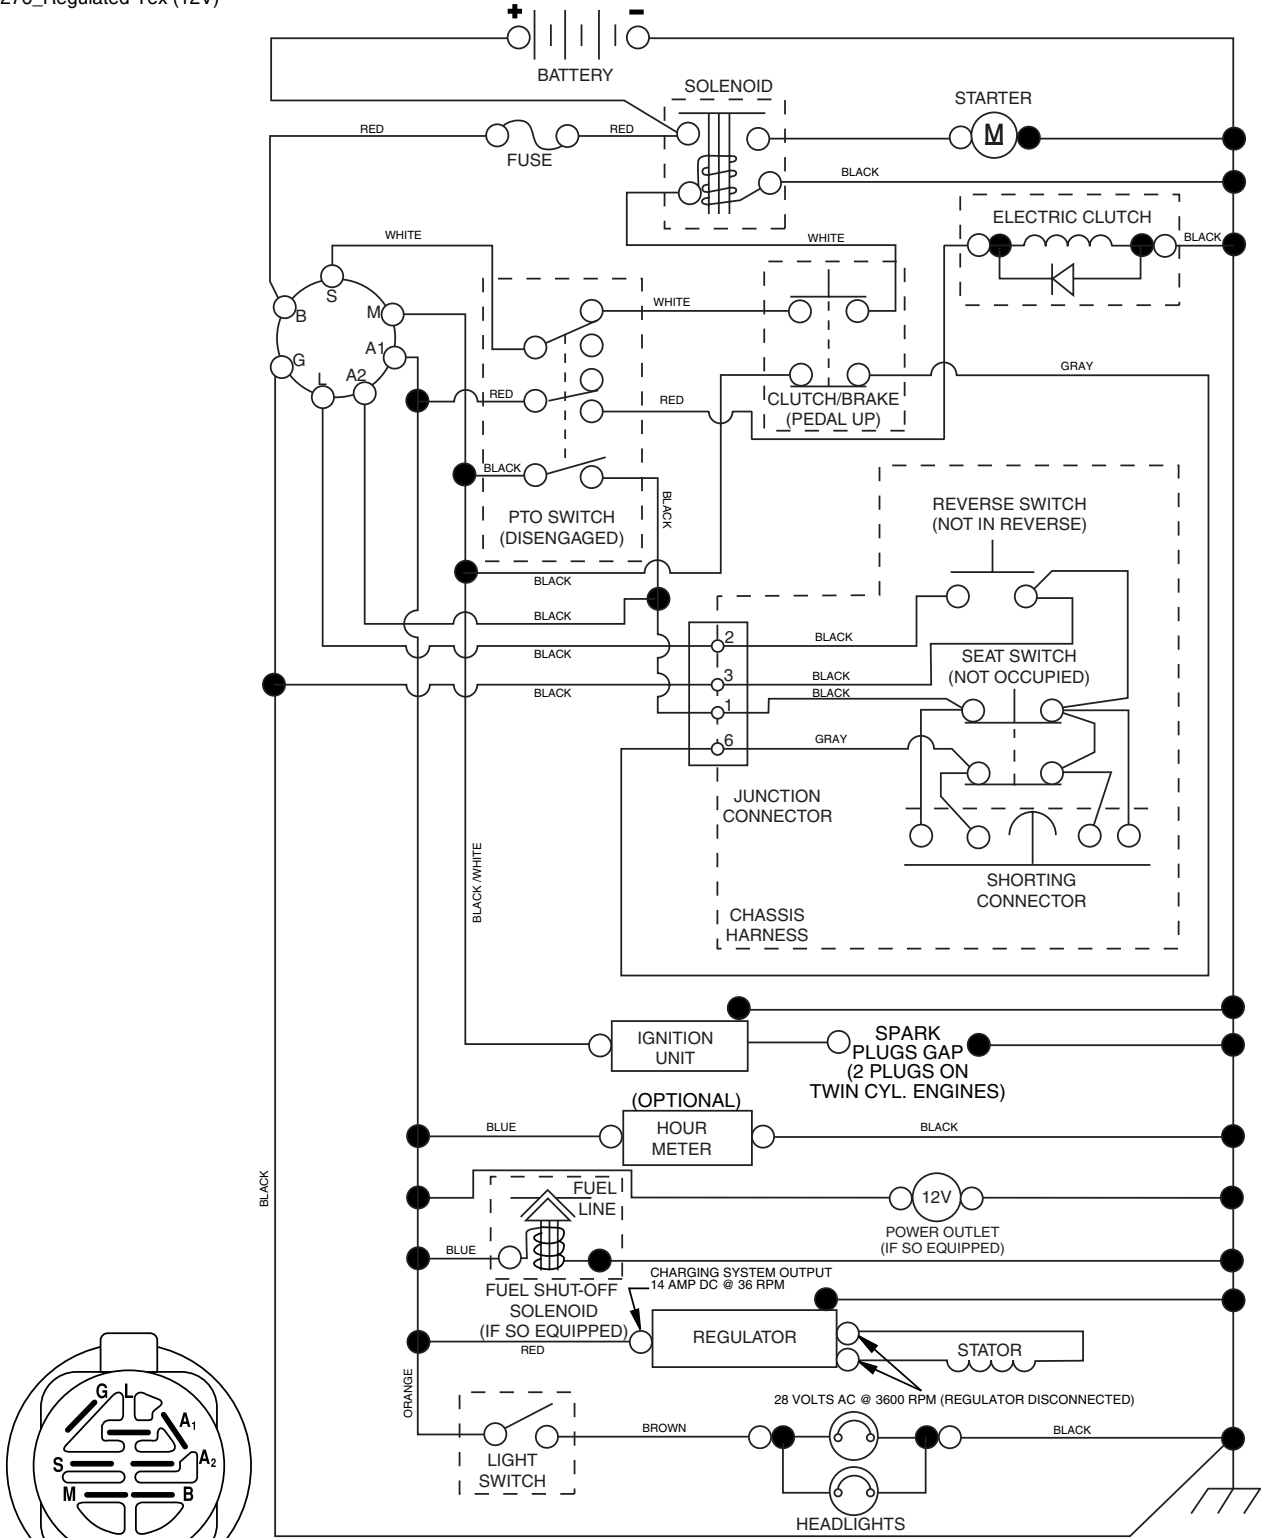 +
-
BATTERY
SOLENOID
STARTER
M
RED
RED
FUSE
BLACK
WHITE
WHITE
ELECTRIC CLUTCH
BLACK
S
B
M
WHITE
A1
G
L
A2
RED
RED
GRAY
CLUTCH/BRAKE
(PEDAL UP)
BLACK
BLACK
PTO SWITCH
(DISENGAGED)
REVERSE SWITCH
(NOT IN REVERSE)
BLACK
BLACK
2
BLACK
BLACK
SEAT SWITCH
(NOT OCCUPIED)
3
BLACK
BLACK
BLACK
1
6
GRAY
JUNCTION
CONNECTOR
BLACK /WHITE
SHORTING
CONNECTOR
CHASSIS
HARNESS
IGNITION
UNIT
SPARK
PLUGS GAP
(2 PLUGS ON
TWIN CYL. ENGINES)
(OPTIONAL)
BLUE
HOUR
METER
BLACK
BLACK
FUEL
LINE
12V
POWER OUTLET
(IF SO EQUIPPED)
BLUE
CHARGING SYSTEM OUTPUT
14 AMP DC @ 36 RPM
FUEL SHUT-OFF
SOLENOID
(IF SO EQUIPPED)
RED
REGULATOR
STATOR
28 VOLTS AC @ 3600 RPM (REGULATOR DISCONNECTED)
ORANGE
BROWN
BLACK
LIGHT
SWITCH
HEADLIGHTS
G
L
A1
S
A2
M
B